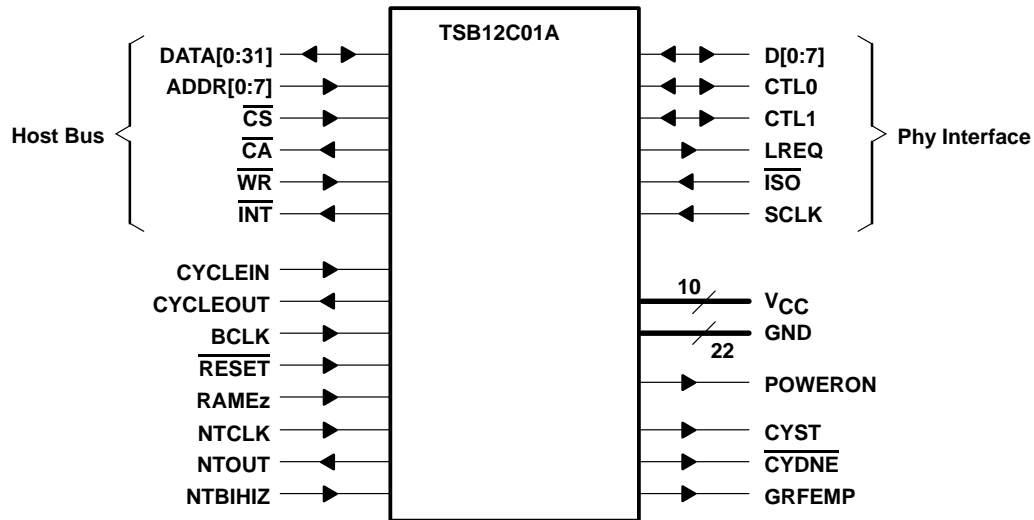 TSB12C01A
Host Bus
DATA[0:31]
ADDR[0:7]
CS
CA
WR
INT
CYCLEIN
CYCLEOUT
BCLK
RESET
RAMEz
NTCLK
NTOUT
NTBIHIZ
D[0:7]
CTL0
CTL1
LREQ
ISO
SCLK
Phy Interface
10
VCC
GND
22
POWERON
CYST
CYDNE
GRFEMP